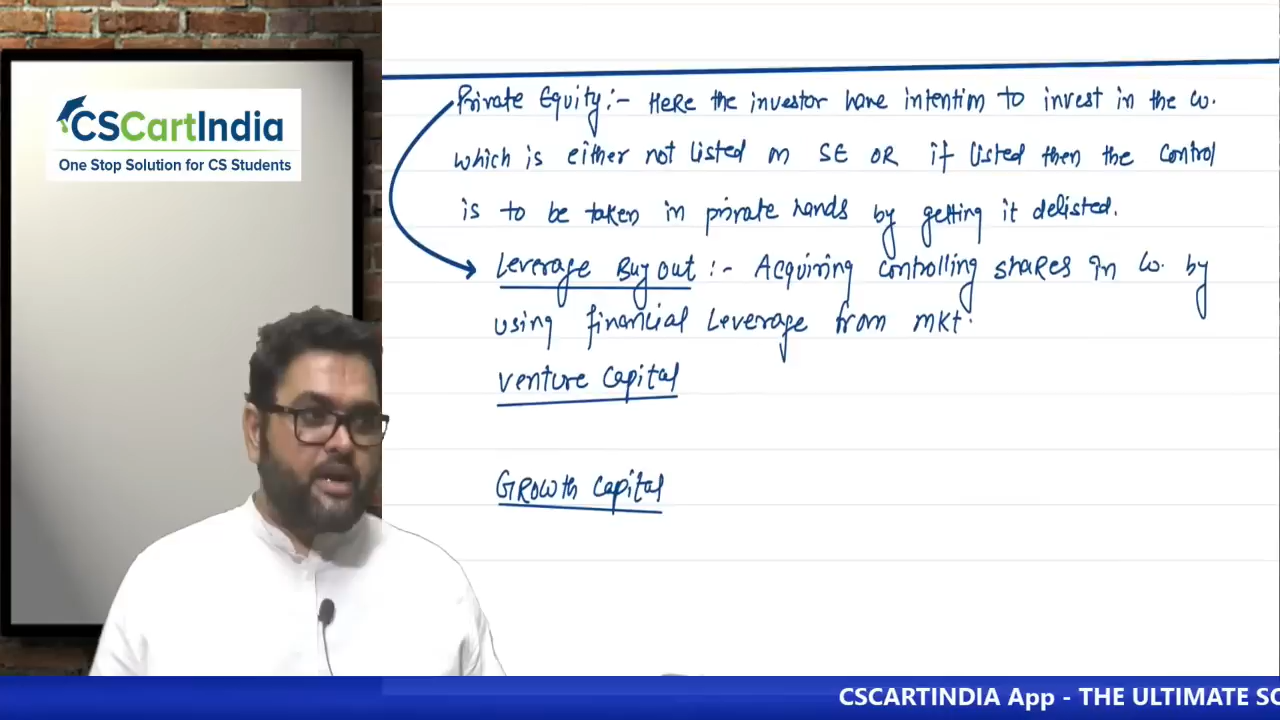 CSCartIndia
One Stop Solution for CS Students
Private Equity:- Here the investor have intention to invest in the co.
which is either not listed on SE OR if listed then the control
is to be taken in private hands by getting it delisted.
Leverage Buy out :- Acquiring controlling shares in co. by
using financial Leverage from mkt.
Venture Capital
Growth Capital
CSCARTINDIA App - THE ULTIMATE SO